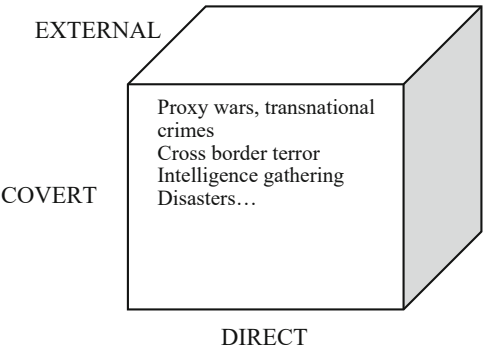 EXTERNAL
Proxy wars, transnational
crimes
Cross border terror
Intelligence gathering
Disasters…
COVERT
DIRECT